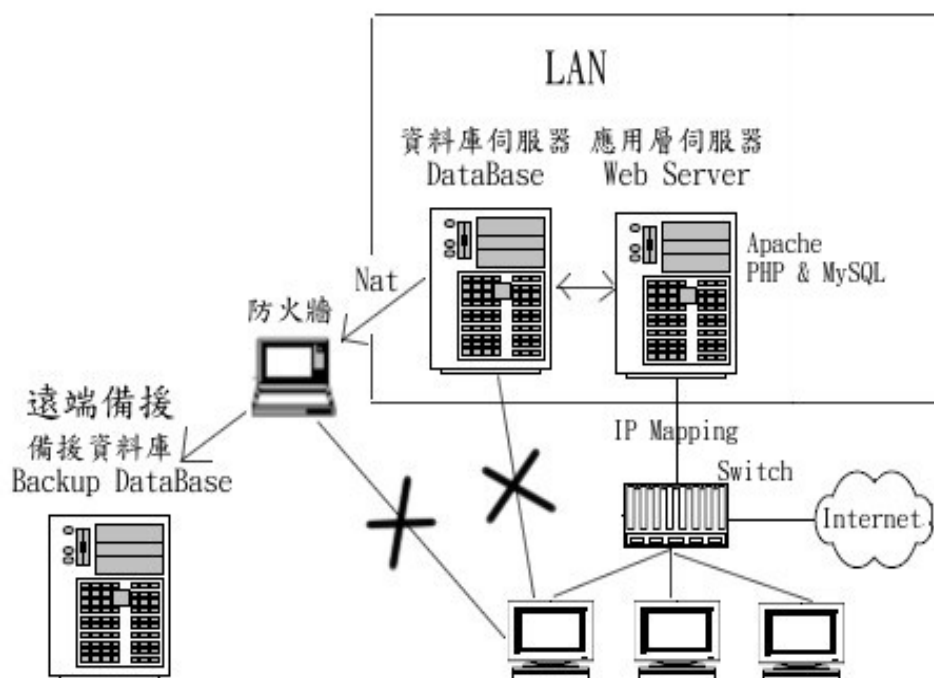 LAN
資料庫伺服器 應用層伺服器
DataBase Web Server
Apache
PHP & MySQL
Nat
防火牆
遠端備援
備援資料庫
Backup DataBase
IP Mapping
Switch
Internet